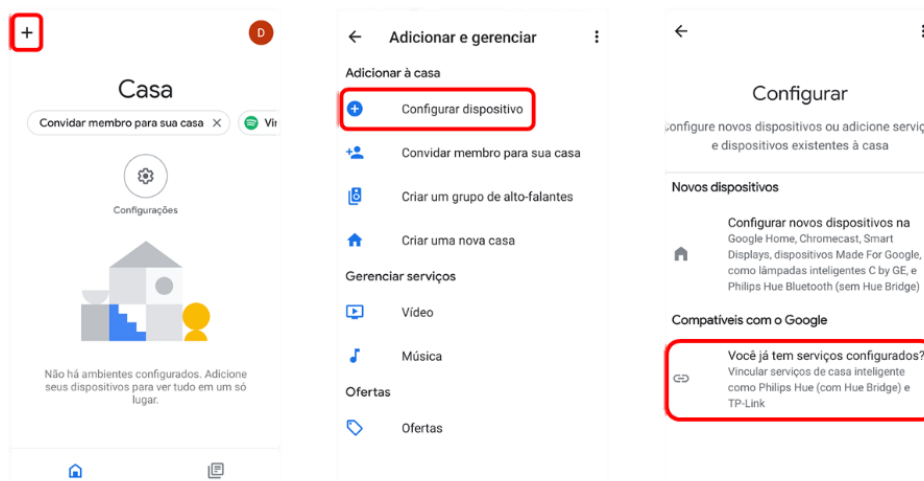 +
D
Casa
Convidar membro para sua casa ×
Vir
Configurações
Não há ambientes configurados. Adicione
seus dispositivos para ver tudo em um só
lugar.
Adicionar e gerenciar
Adicionar à casa
Configurar dispositivo
Convidar membro para sua casa
Criar um grupo de alto-falantes
Criar uma nova casa
Gerenciar serviços
Vídeo
Música
Ofertas
Ofertas
Configurar
onfigure novos dispositivos ou adicione serviç
e dispositivos existentes à casa
Novos dispositivos
Configurar novos dispositivos na
Google Home, Chromecast, Smart
Displays, dispositivos Made For Google,
como lâmpadas inteligentes C by GE, e
Philips Hue Bluetooth (sem Hue Bridge)
Compatíveis com o Google
Você já tem serviços configurados?
Vincular serviços de casa inteligente
como Philips Hue (com Hue Bridge) e
TP-Link